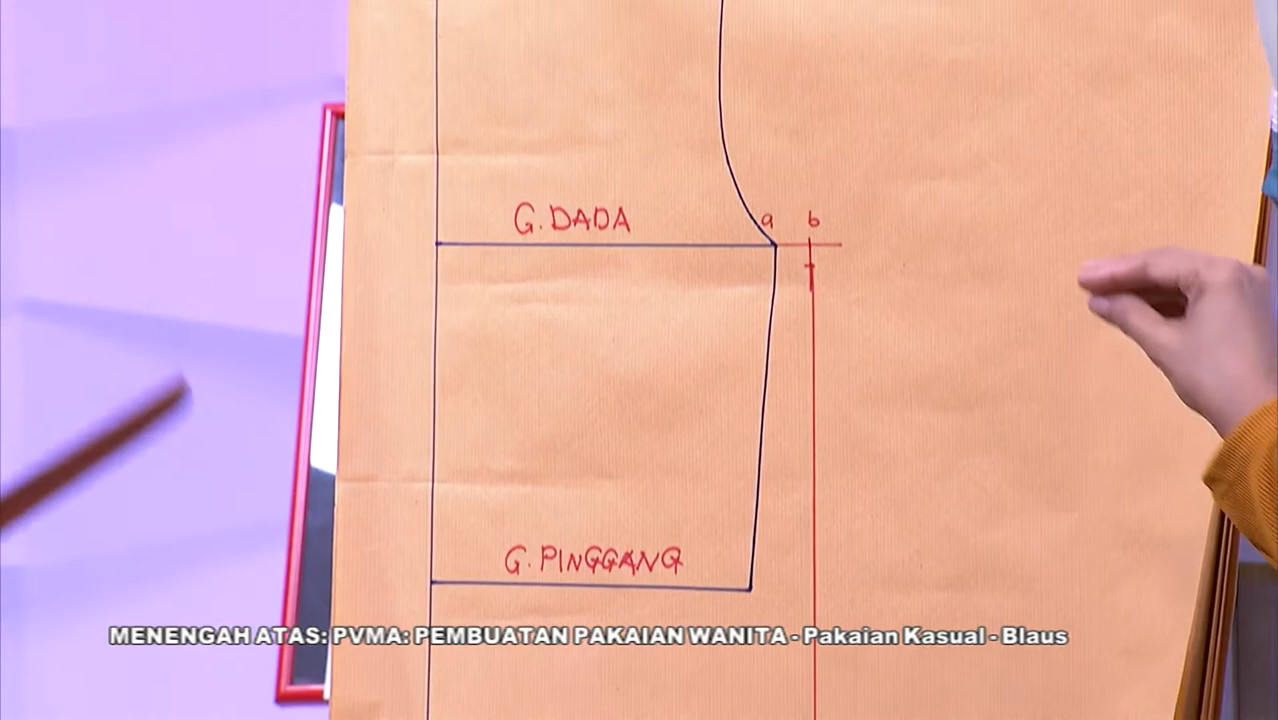 a b
G. DADA
G. PINGGANG
MENENGAH ATAS: PVMA: PEMBUATAN PAKAIAN WANITA - Pakaian Kasual - Blaus